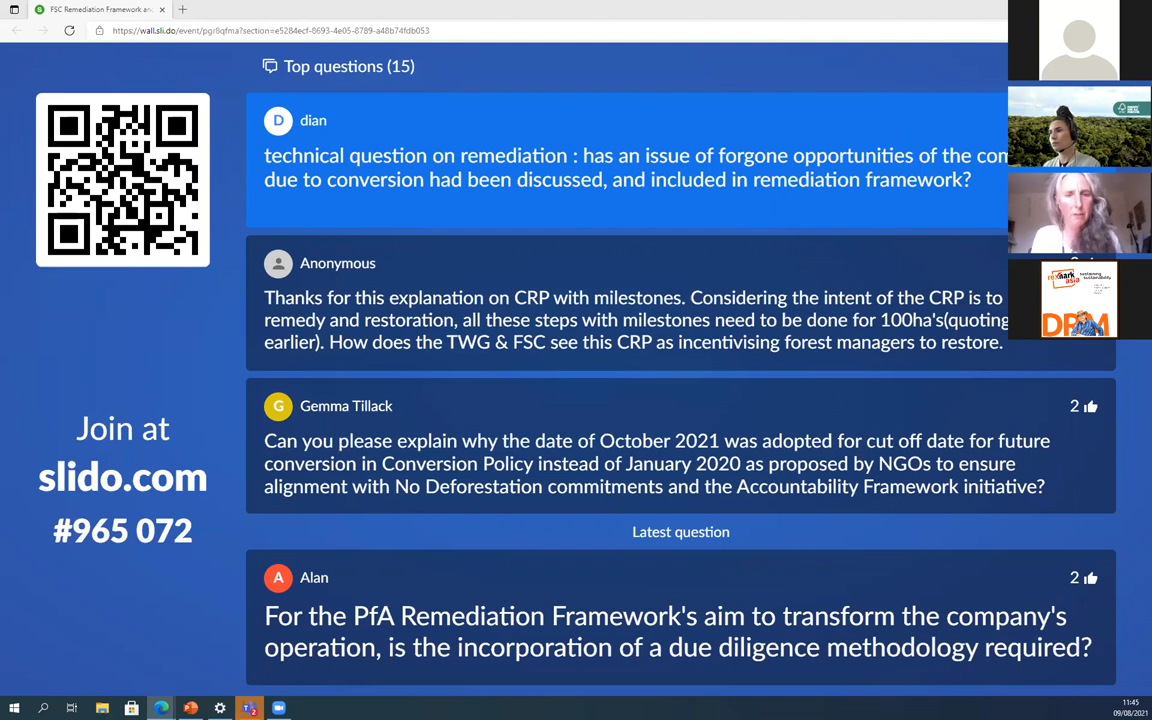 FSC Remediation Framework an
https://wall.sli.do/event/pgr8qfma?section=e5284ecf-8693-4e05-8789-a48b74fdb053
Top questions (15)
D dian
technical question on remediation : has an issue of forgone opportunities of the com
due to conversion had been discussed, and included in remediation framework?
Anonymous
Thanks for this explanation on CRP with milestones. Considering the intent of the CRP is to
remedy and restoration, all these steps with milestones need to be done for 100ha's(quoting
earlier). How does the TWG & FSC see this CRP as incentivising forest managers to restore.
G Gemma Tillack
2
Can you please explain why the date of October 2021 was adopted for cut off date for future
conversion in Conversion Policy instead of January 2020 as proposed by NGOs to ensure
alignment with No Deforestation commitments and the Accountability Framework initiative?
Latest question
A Alan
2
For the PfA Remediation Framework's aim to transform the company's
operation, is the incorporation of a due diligence methodology required?
Join at
slido.com
#965 072
remark
asia
sustaining
sustainability
11:45
09/08/2021